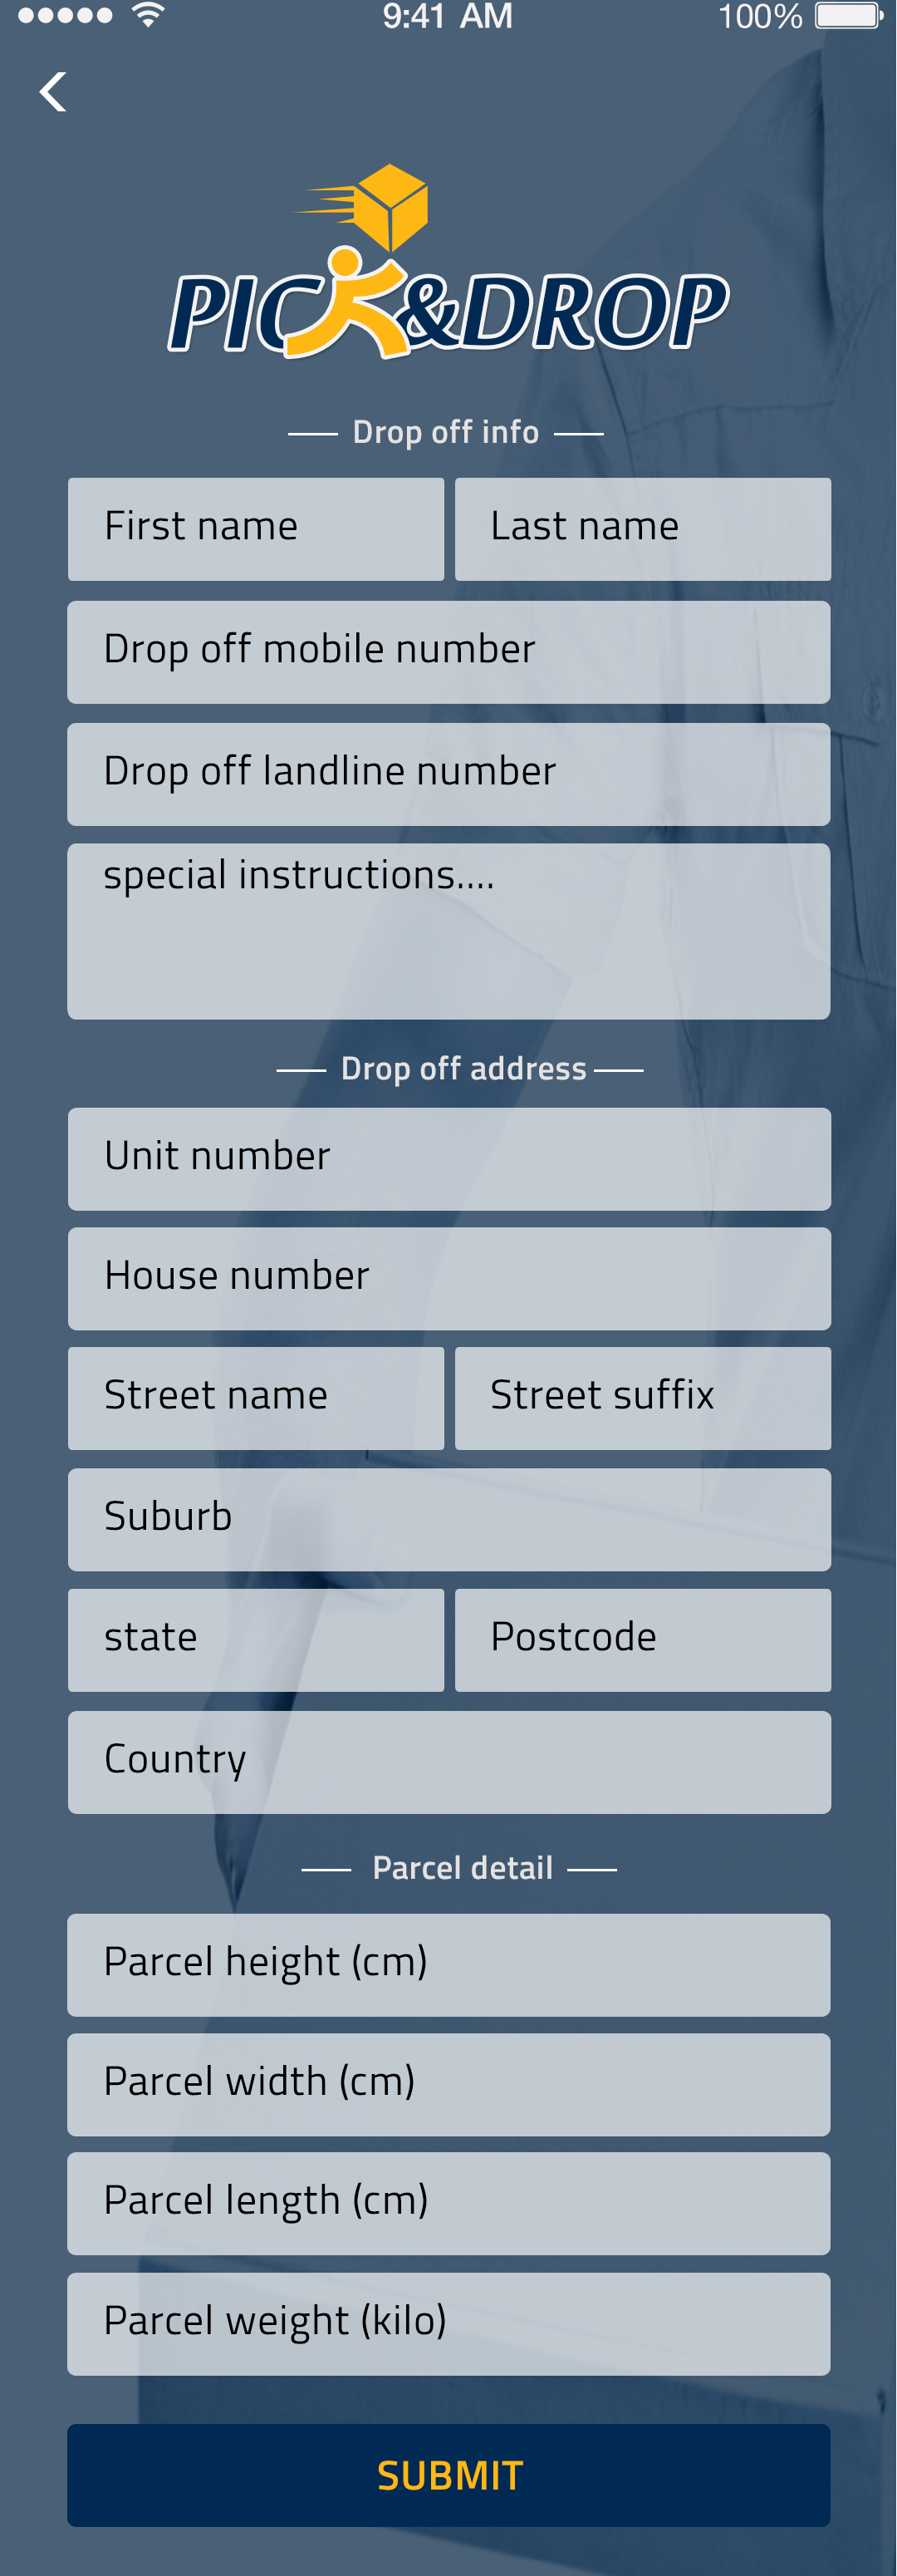 9:41 AM 100%
PICK&DROP
Drop off info
First name Last name
Drop off mobile number
Drop off landline number
special instructions....
Drop off address
Unit number
House number
Street name Street suffix
Suburb
state Postcode
Country
Parcel detail
Parcel height (cm)
Parcel width (cm)
Parcel length (cm)
Parcel weight (kilo)
SUBMIT